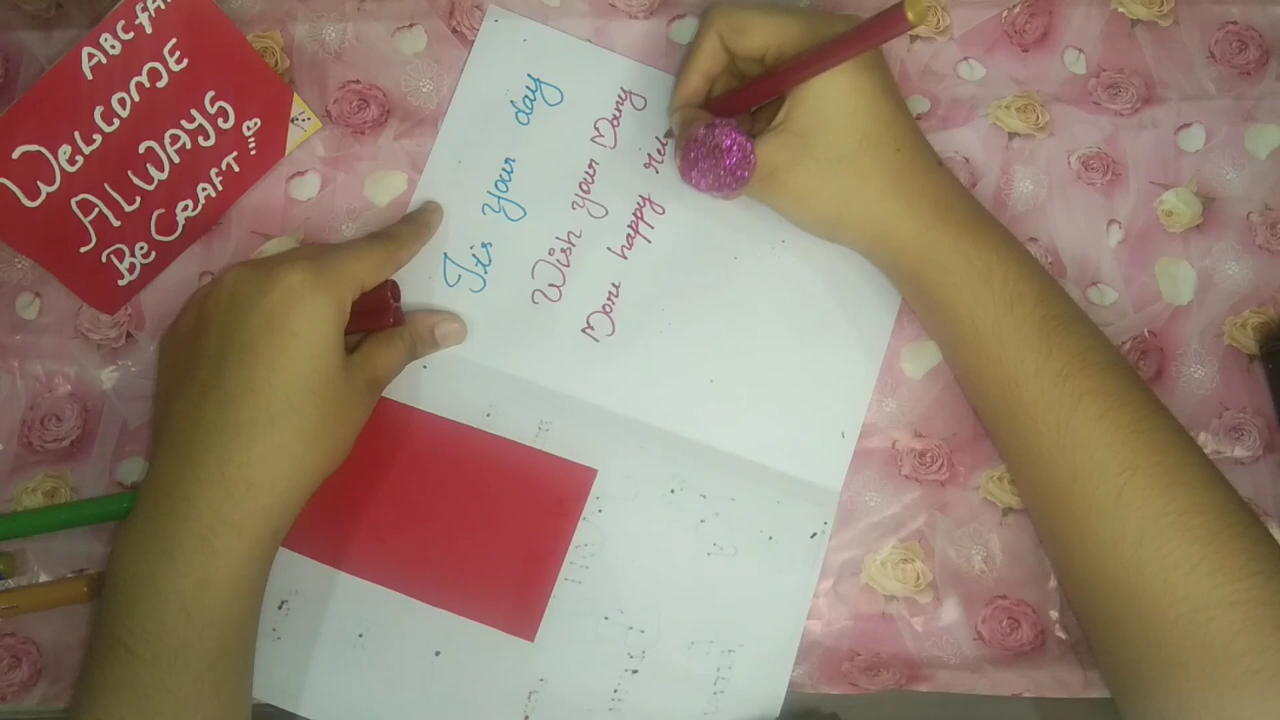 ABC FA
WELCOME
ALWAYS
Be CRAFT
It's your day
Wish your Many
More happy